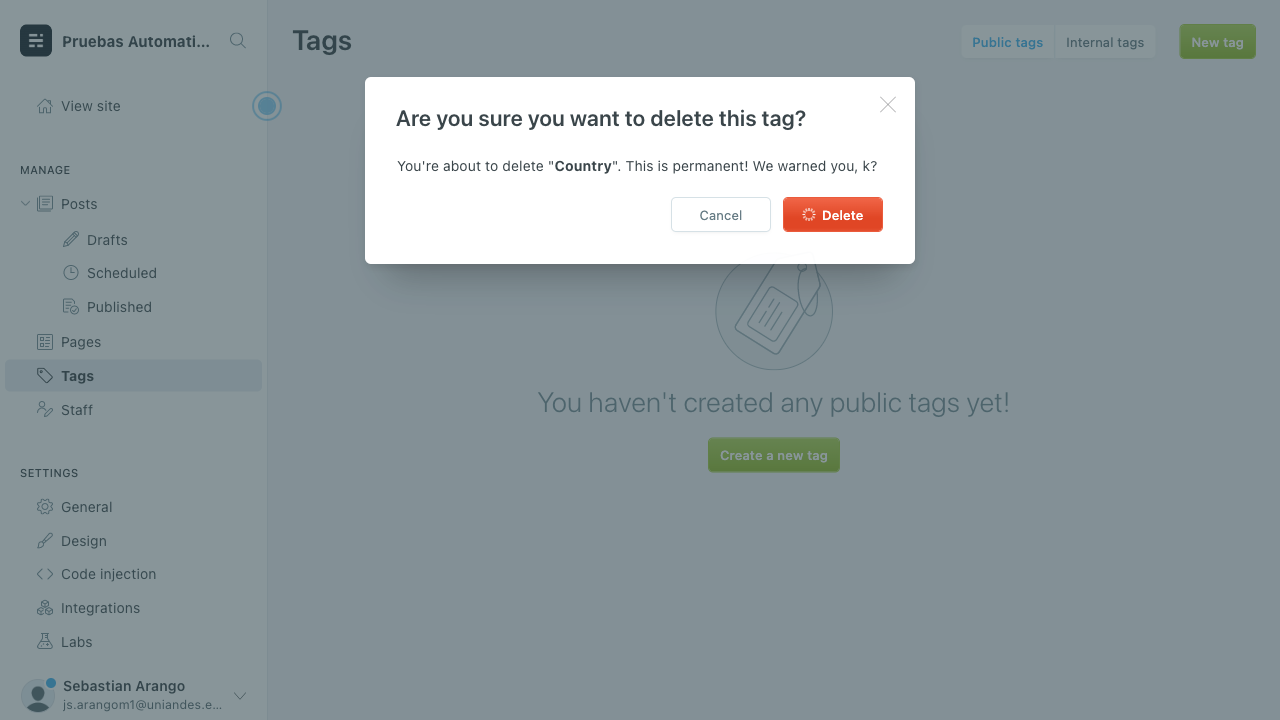 Pruebas Automati...
View site
MANAGE
Posts
Drafts
Scheduled
Published
Pages
Tags
Staff
SETTINGS
General
Design
Code injection
Integrations
Labs
Sebastian Arango
js.arangom1@uniandes.e...
Tags
Public tags
Internal tags
New tag
Are you sure you want to delete this tag?
You're about to delete "Country". This is permanent! We warned you, k?
Cancel
Delete
You haven't created any public tags yet!
Create a new tag